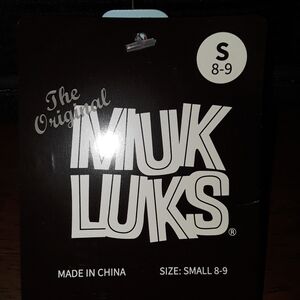 S
8-9
The
Original
MUK
LUKS®
MADE IN CHINA SIZE: SMALL 8-9